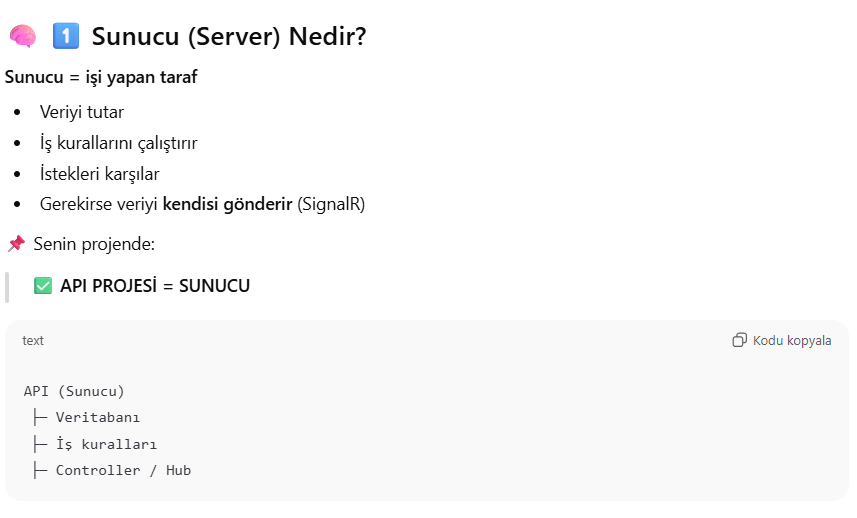 🧠 1️⃣ Sunucu (Server) Nedir?
Sunucu = işi yapan taraf
• Veriyi tutar
• İş kurallarını çalıştırır
• İstekleri karşılar
• Gerekirse veriyi kendisi gönderir (SignalR)
📌 Senin projende:
✅ API PROJESİ = SUNUCU
text Kodu kopyala
API (Sunucu)
├─ Veritabanı
├─ İş kuralları
├─ Controller / Hub